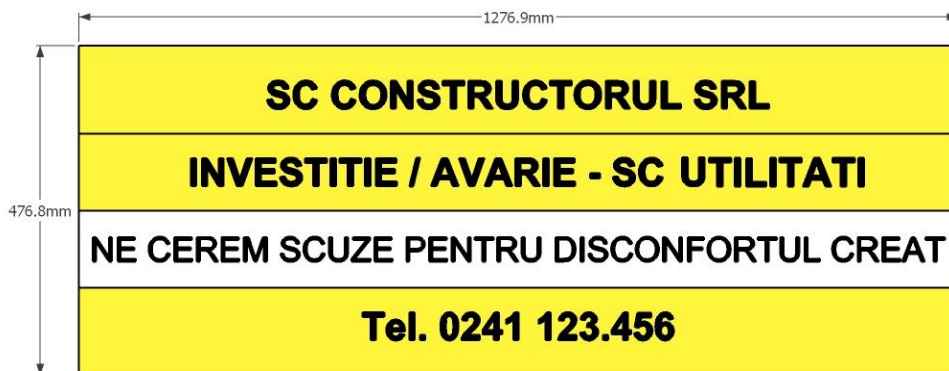 1276.9mm
SC CONSTRUCTORUL SRL
INVESTITIE / AVARIE - SC UTILITATI
476.8mm
NE CEREM SCUZE PENTRU DISCONFORTUL CREAT
Tel. 0241 123.456